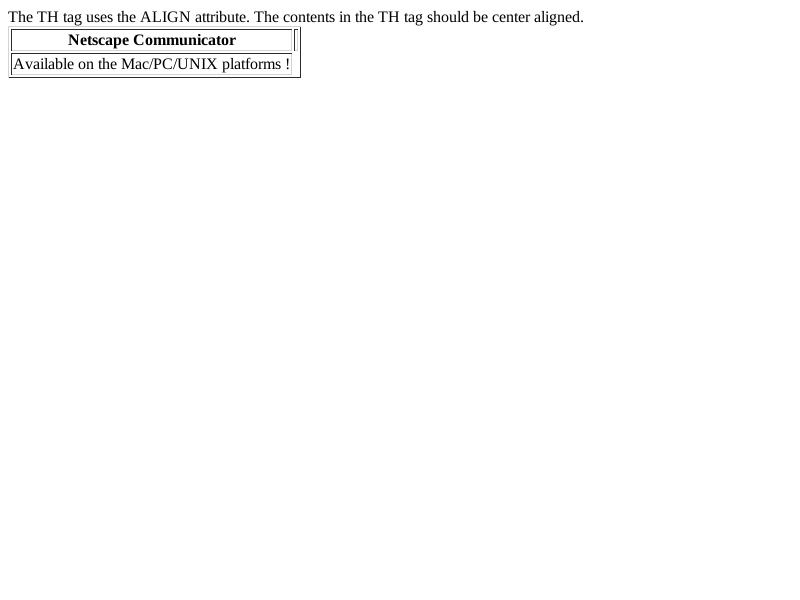 The TH tag uses the ALIGN attribute. The contents in the TH tag should be center aligned.
Netscape Communicator
Available on the Mac/PC/UNIX platforms !